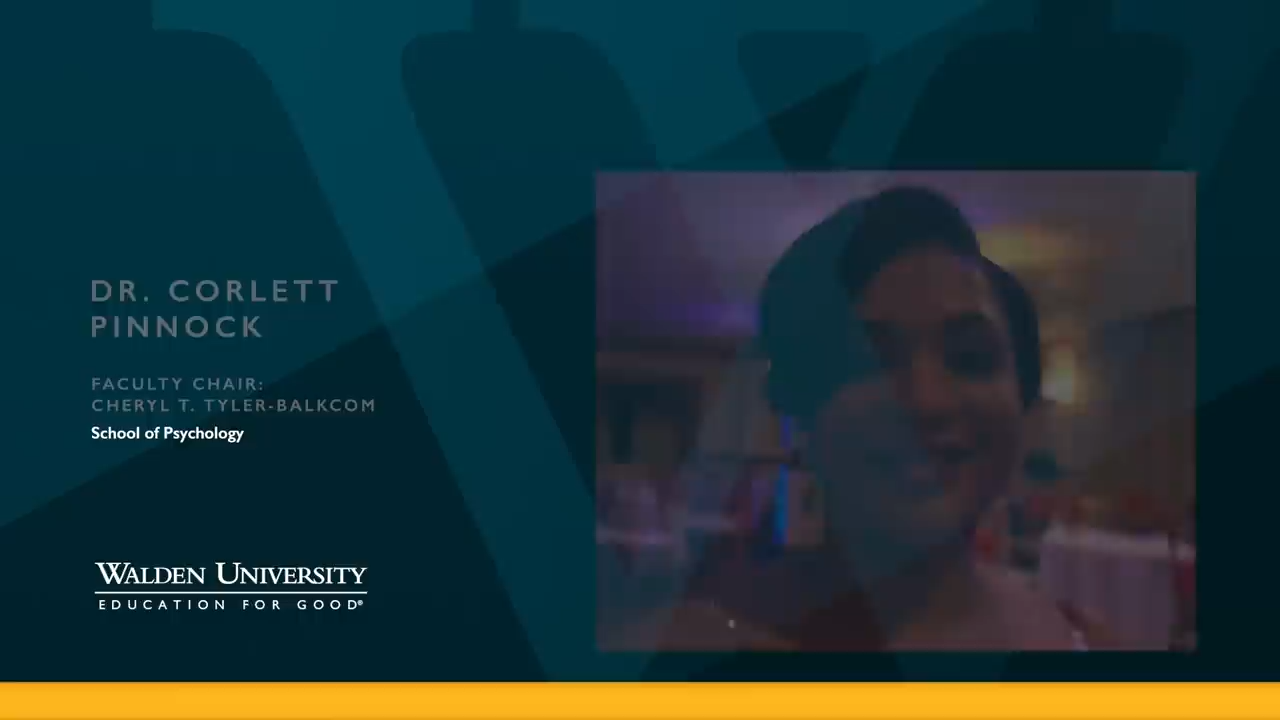 DR. CORLETT
PINNOCK
FACULTY CHAIR:
CHERYL T. TYLER-BALKCOM
School of Psychology
WALDEN UNIVERSITY
EDUCATION FOR GOOD®